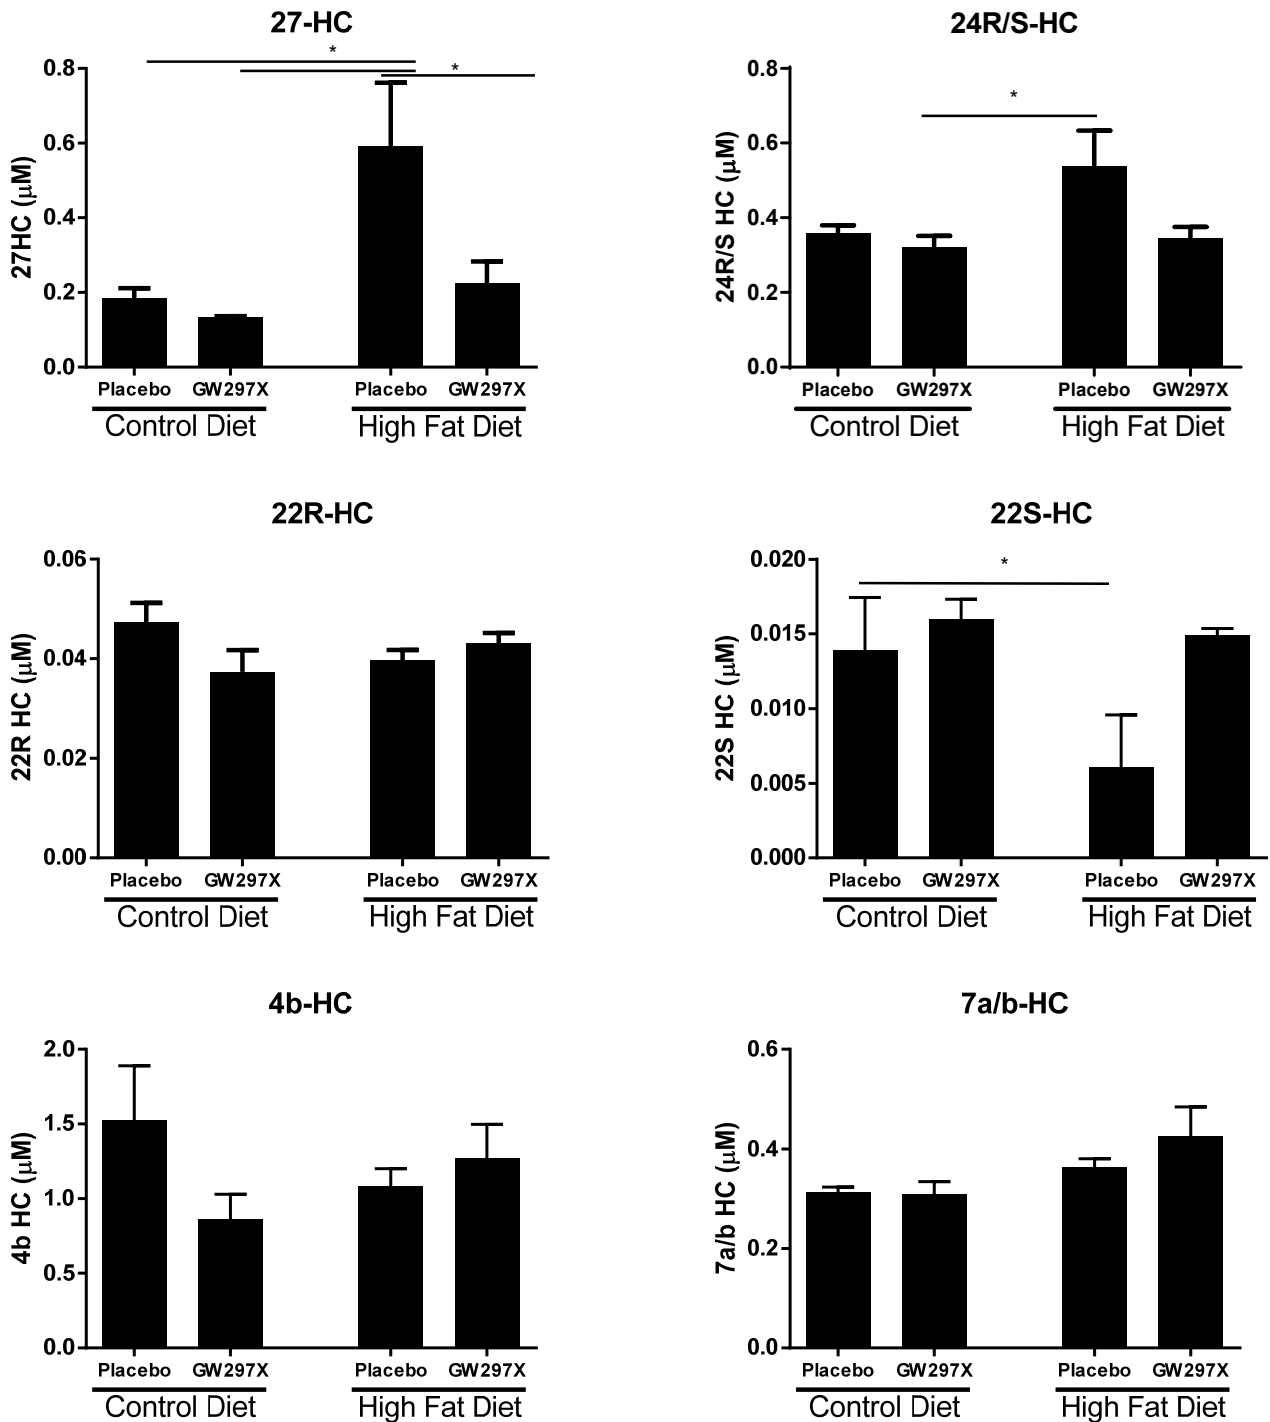 27-HC
*
*
27HC (μM)
0.8
0.6
0.4
0.2
0.0
Placebo GW297X Placebo GW297X
Control Diet High Fat Diet
24R/S-HC
*
24R/S HC (μM)
0.8
0.6
0.4
0.2
0.0
Placebo GW297X Placebo GW297X
Control Diet High Fat Diet
22R-HC
22R HC (μM)
0.06
0.04
0.02
0.00
Placebo GW297X Placebo GW297X
Control Diet High Fat Diet
22S-HC
*
22S HC (μM)
0.020
0.015
0.010
0.005
0.000
Placebo GW297X Placebo GW297X
Control Diet High Fat Diet
4b-HC
4b HC (μM)
2.0
1.5
1.0
0.5
0.0
Placebo GW297X Placebo GW297X
Control Diet High Fat Diet
7a/b-HC
7a/b HC (μM)
0.6
0.4
0.2
0.0
Placebo GW297X Placebo GW297X
Control Diet High Fat Diet